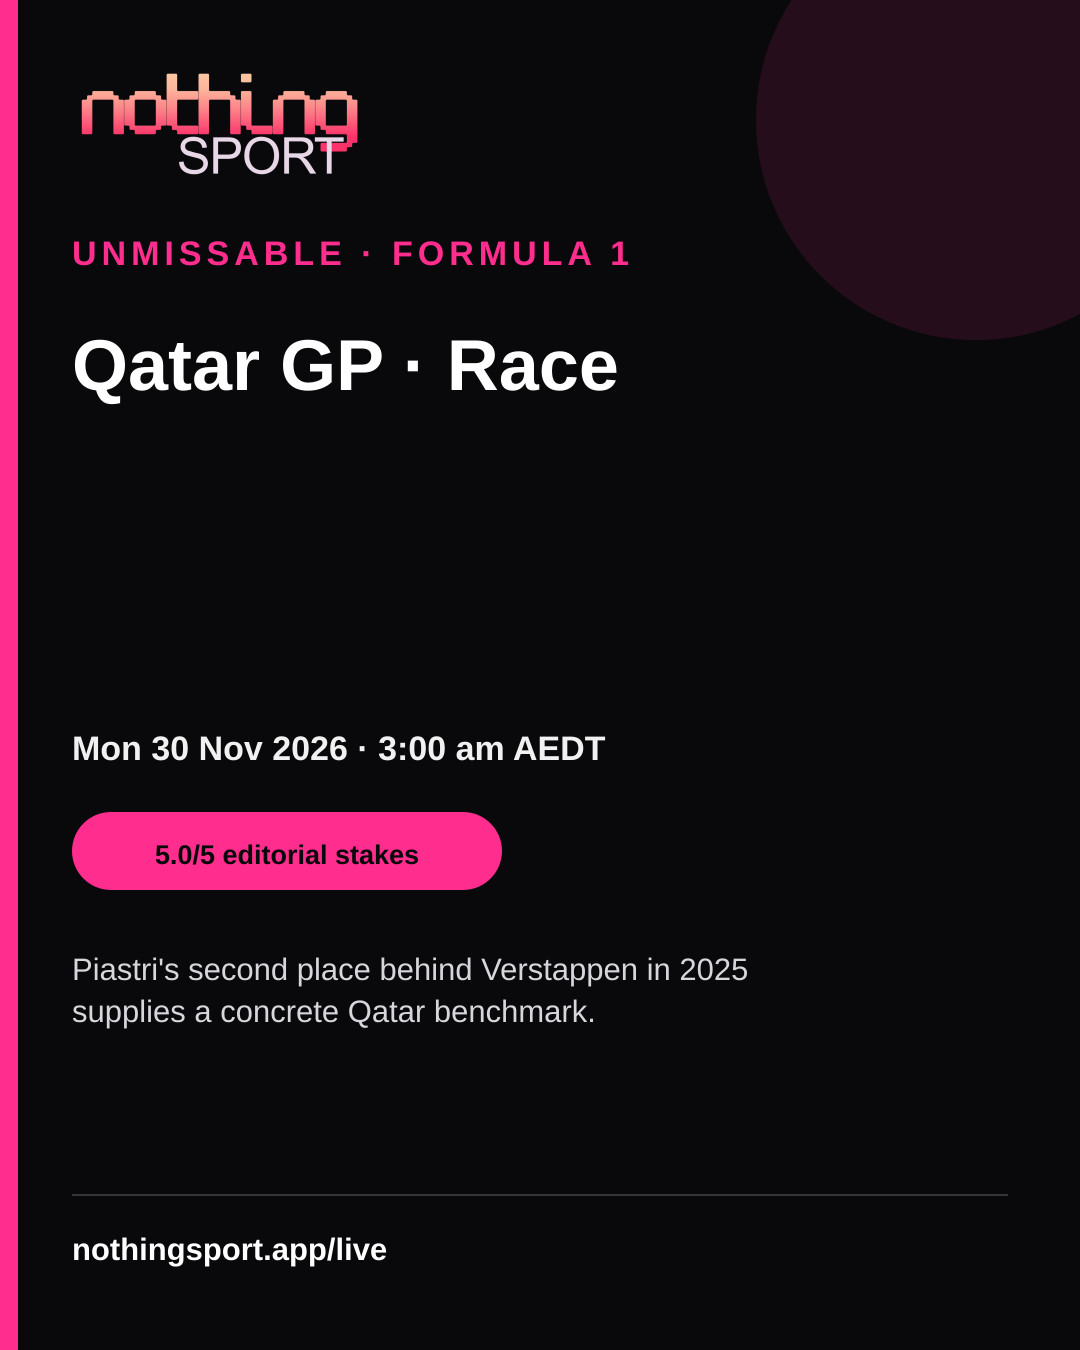 nothing
SPORT
UNMISSABLE · FORMULA 1
Qatar GP · Race
Mon 30 Nov 2026 · 3:00 am AEDT
5.0/5 editorial stakes
Piastri's second place behind Verstappen in 2025
supplies a concrete Qatar benchmark.
nothingsport.app/live